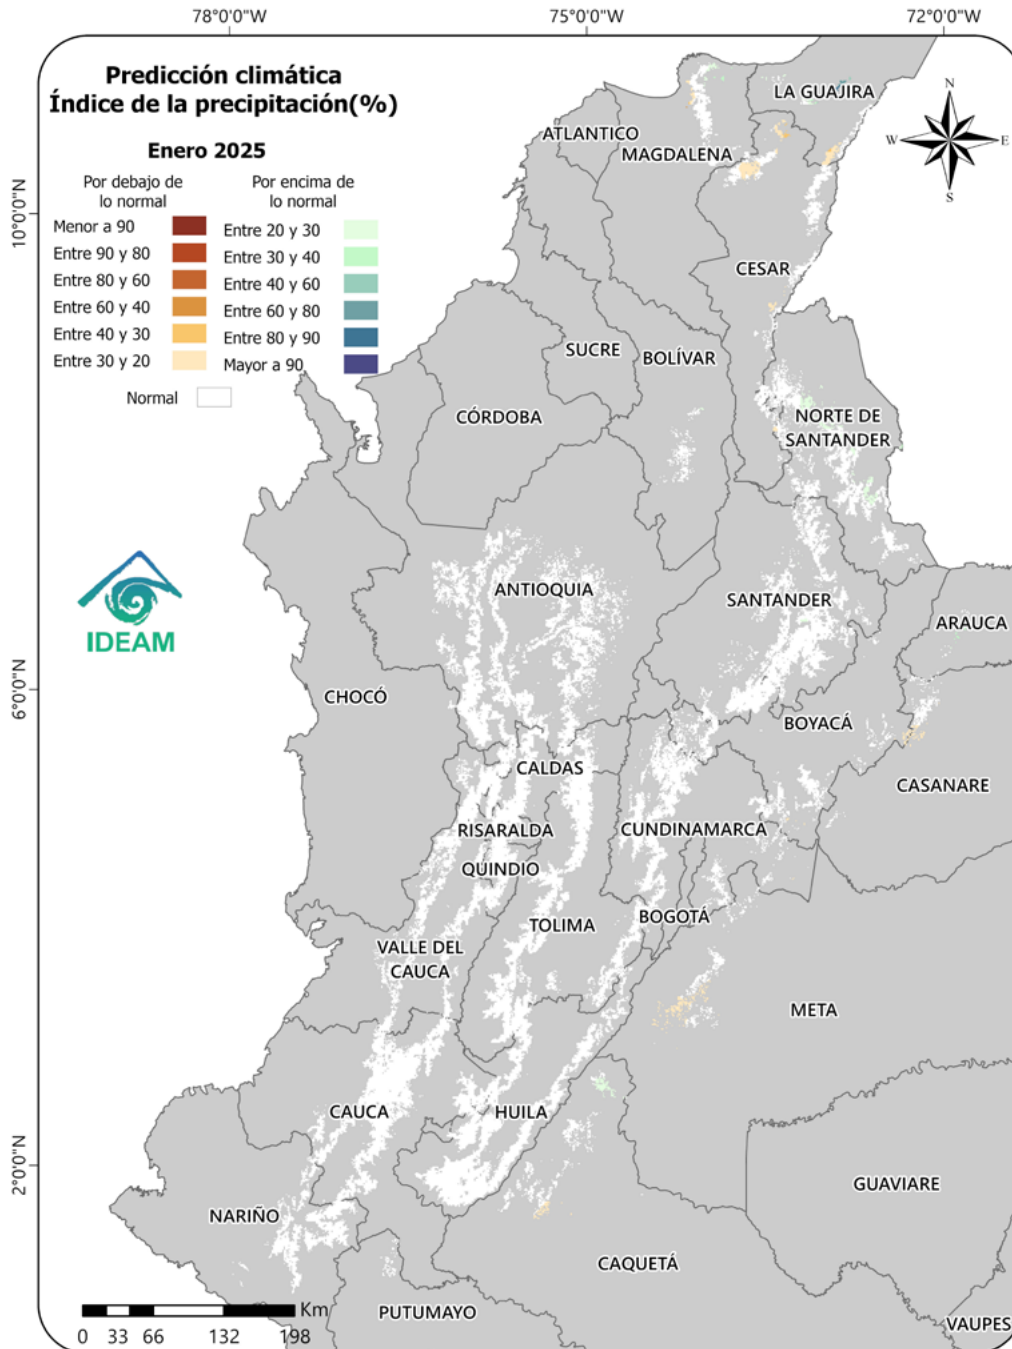 78°0'0"W
75°0'0"W
72°0'0"W
Predicción climática
Índice de la precipitación(%)
Enero 2025
Por debajo de
lo normal
Menor a 90
Entre 90 y 80
Entre 80 y 60
Entre 60 y 40
Entre 40 y 30
Entre 30 y 20
Por encima de
lo normal
Entre 20 y 30
Entre 30 y 40
Entre 40 y 60
Entre 60 y 80
Entre 80 y 90
Mayor a 90
Normal
N
W
E
S
10°0'0"N
6°0'0"N
2°0'0"N
LA GUAJIRA
ATLANTICO
MAGDALENA
CESAR
SUCRE
BOLÍVAR
CÓRDOBA
NORTE DE
SANTANDER
IDEAM
ANTIOQUIA
SANTANDER
ARAUCA
CHOCÓ
BOYACÁ
CALDAS
CASANARE
RISARALDA
CUNDINAMARCA
QUINDIO
TOLIMA
BOGOTÁ
VALLE DEL
CAUCA
META
CAUCA
HUILA
GUAVIARE
NARIÑO
CAQUETÁ
PUTUMAYO
VAUPES
Km
0 33 66 132 198